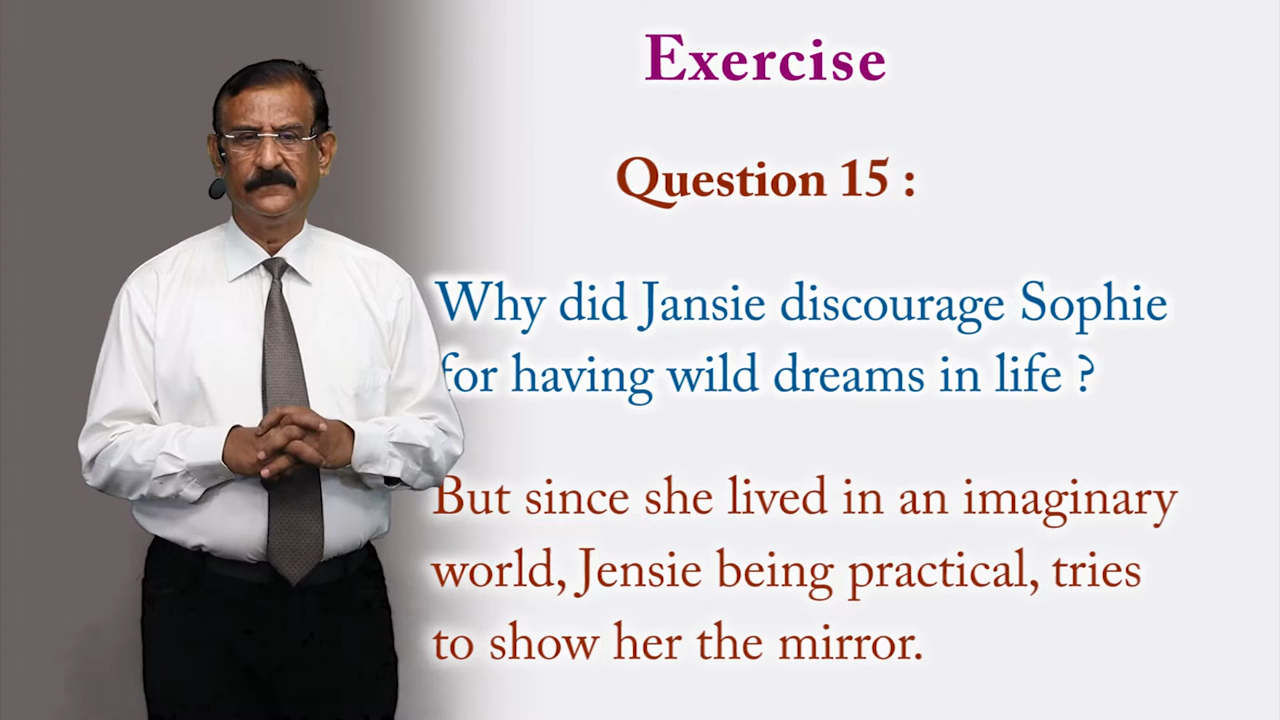 Exercise
Question 15 :
Why did Jansie discourage Sophie
for having wild dreams in life ?
But since she lived in an imaginary
world, Jensie being practical, tries
to show her the mirror.